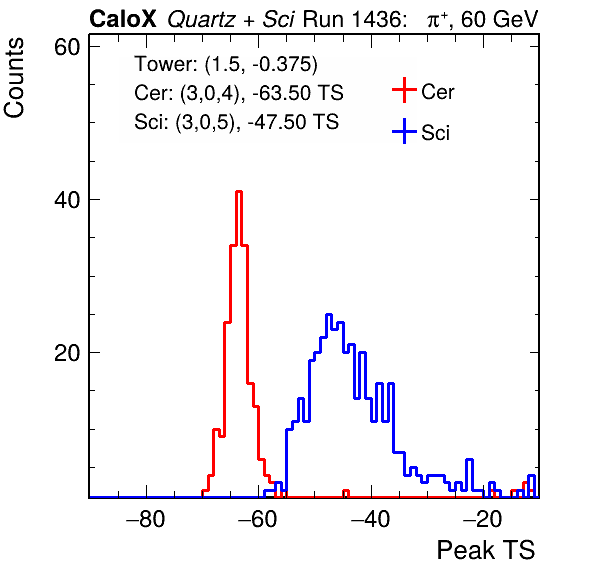 CaloX Quartz + Sci Run 1436: π⁺, 60 GeV
Counts
60
40
20
Tower: (1.5, -0.375)
Cer: (3,0,4), -63.50 TS
Sci: (3,0,5), -47.50 TS
Cer
Sci
−80 −60 −40 −20
Peak TS